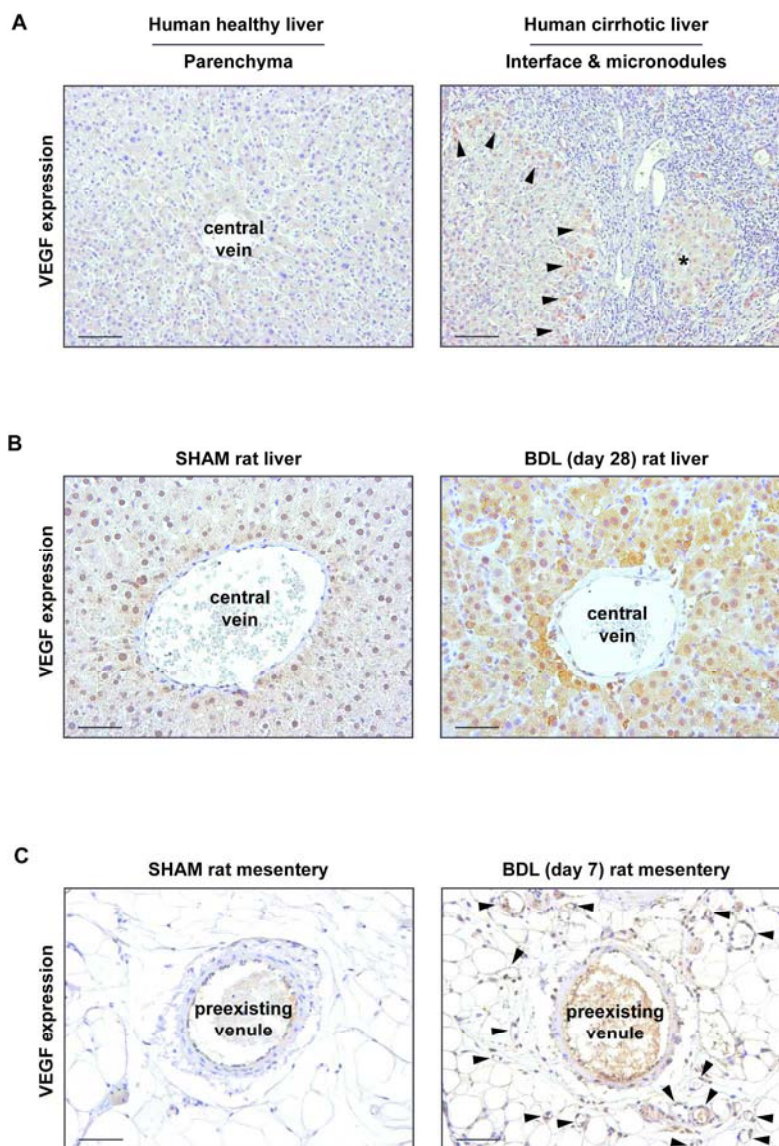 A
Human healthy liver
Parenchyma
Human cirrhotic liver
Interface & micronodules
VEGF expression
central
vein
*
B
SHAM rat liver
BDL (day 28) rat liver
VEGF expression
central
vein
central
vein
C
SHAM rat mesentery
BDL (day 7) rat mesentery
VEGF expression
preexisting
venule
preexisting
venule